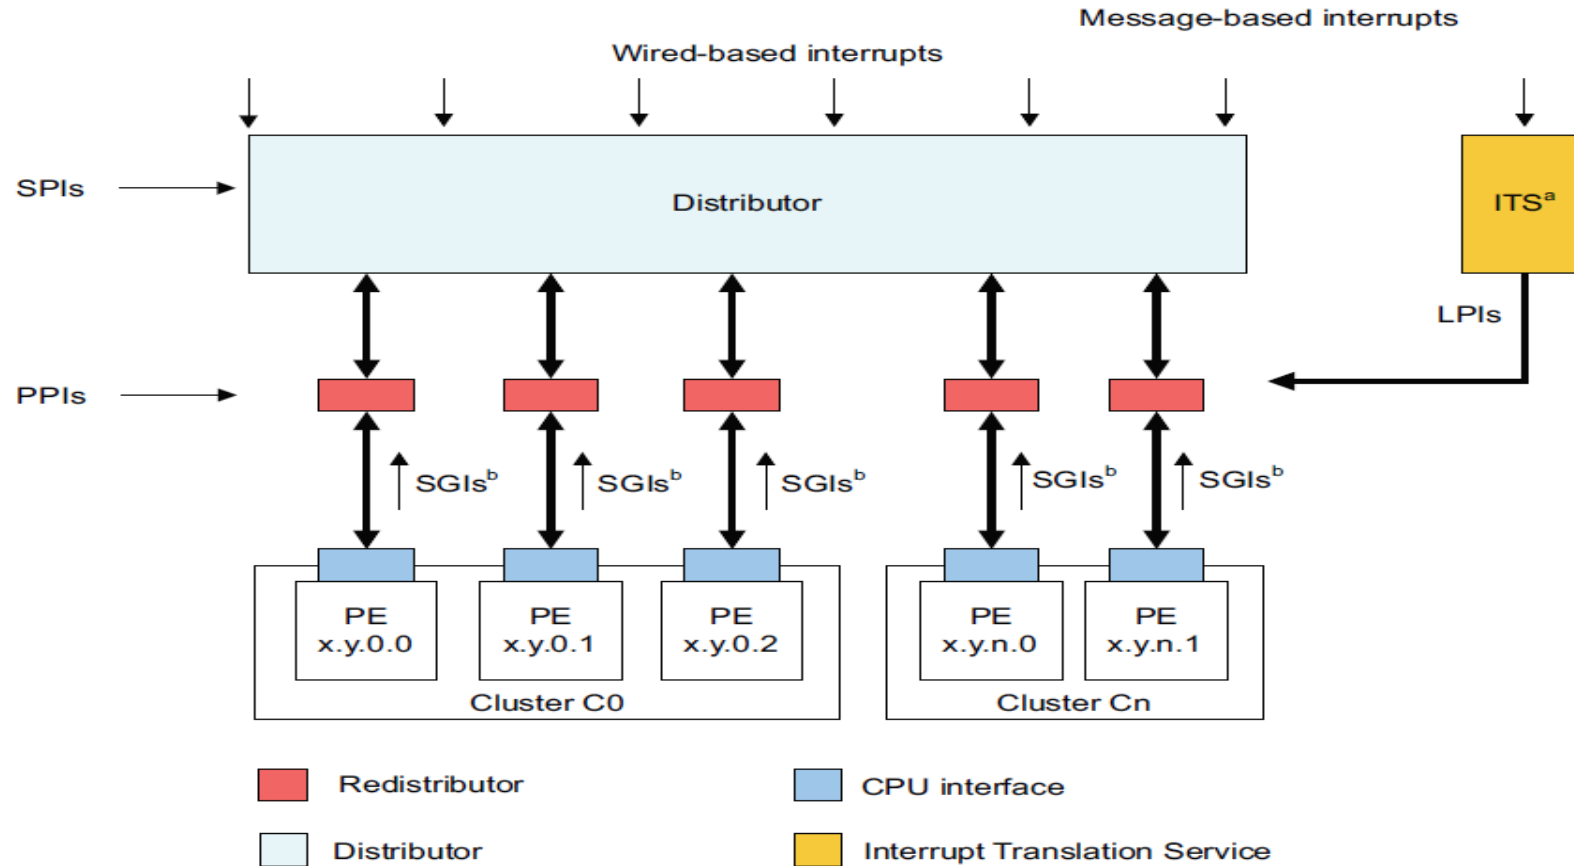 Message-based interrupts
Wired-based interrupts
SPIs
Distributor
ITSᵃ
LPIs
PPIs
SGIsᵇ
SGIsᵇ
SGIsᵇ
SGIsᵇ
SGIsᵇ
PE
x.y.0.0
PE
x.y.0.1
PE
x.y.0.2
PE
x.y.n.0
PE
x.y.n.1
Cluster C0
Cluster Cn
Redistributor
CPU interface
Distributor
Interrupt Translation Service